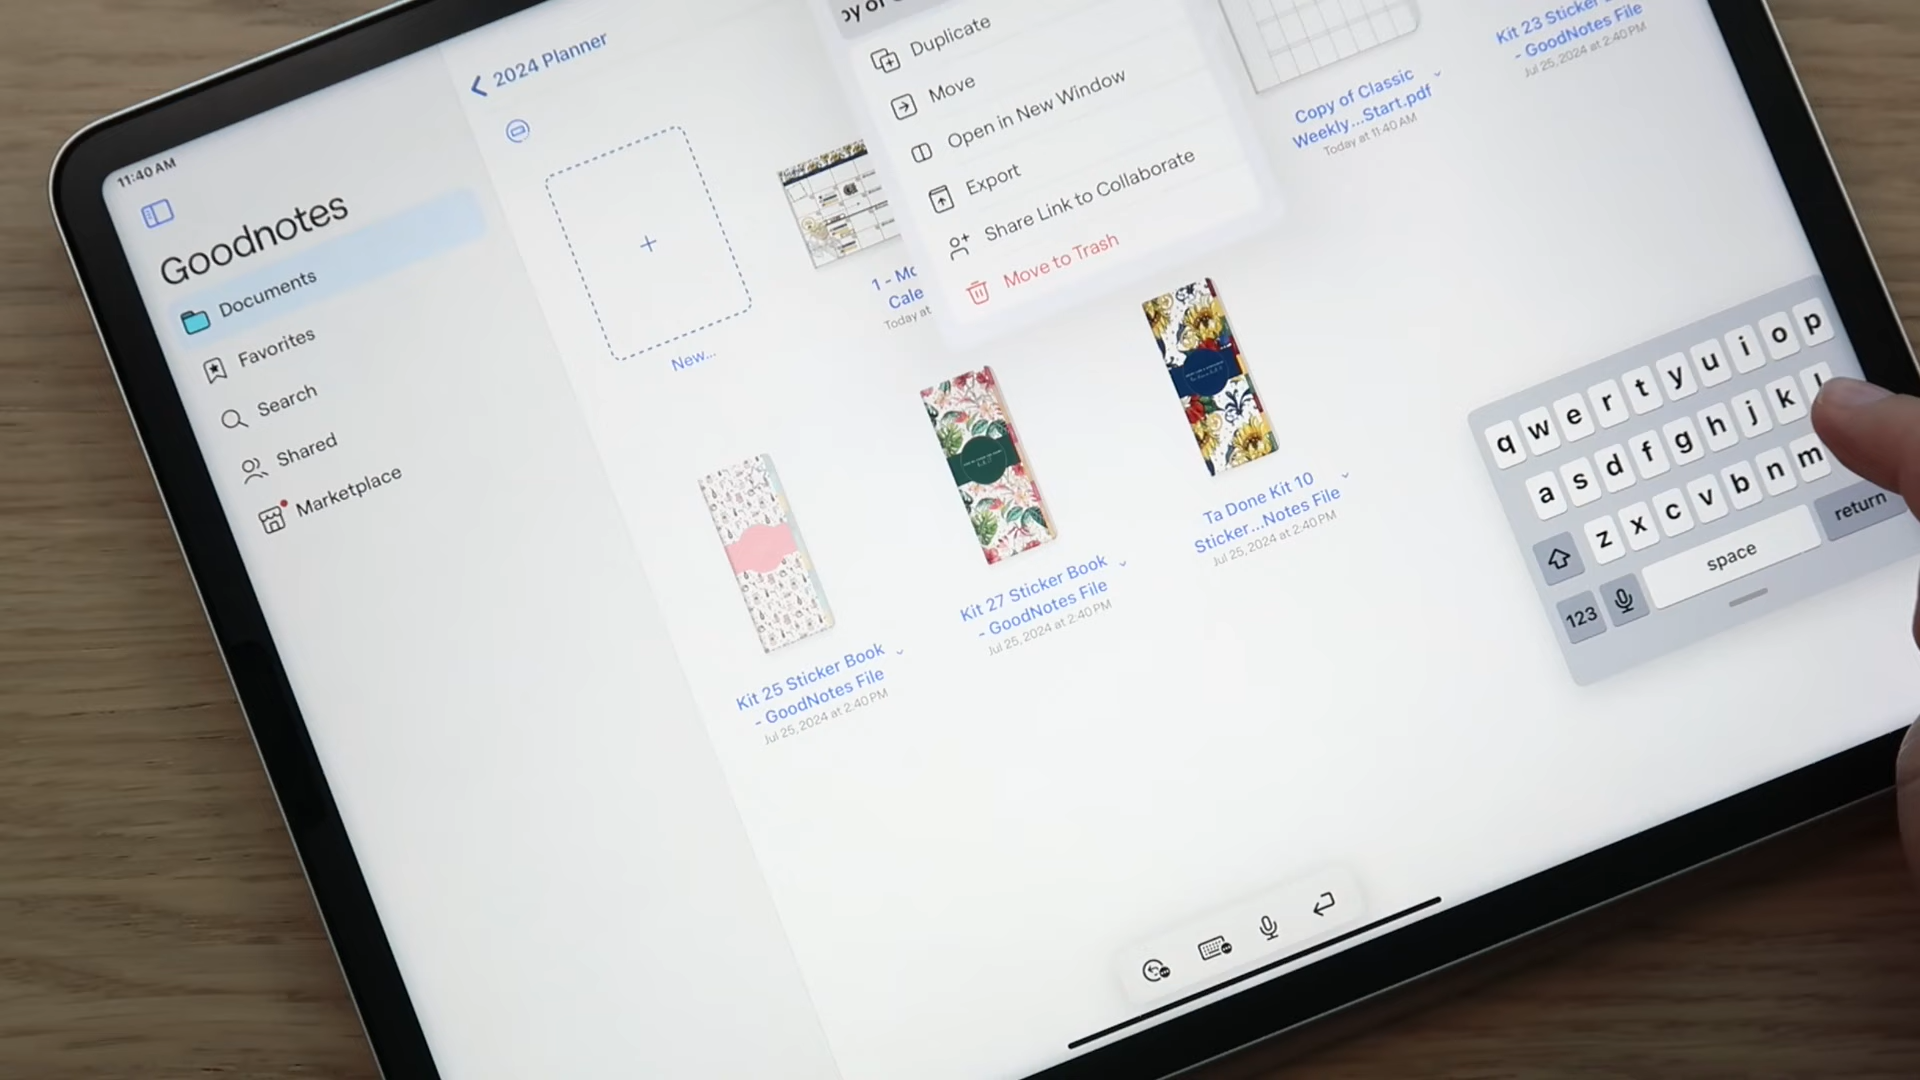 11:40 AM
Goodnotes
Documents
Favorites
Search
Shared
Marketplace
2024 Planner
New...
Duplicate
Move
Open in New Window
Export
Share Link to Collaborate
Move to Trash
1 -
Today at
Copy of Classic
Weekly...Start.pdf
Today at 11:40 AM
Kit 23 Sticker
- GoodNotes File
Jul 25, 2024 at 2:40 PM
Kit 25 Sticker Book
- GoodNotes File
Jul 25, 2024 at 2:40 PM
Kit 27 Sticker Book
- GoodNotes File
Jul 25, 2024 at 2:40 PM
Ta Done Kit 10
Sticker...Notes File
Jul 25, 2024 at 2:40 PM
q w e r t y u i o p
a s d f g h j k l
z x c v b n m
123 space return